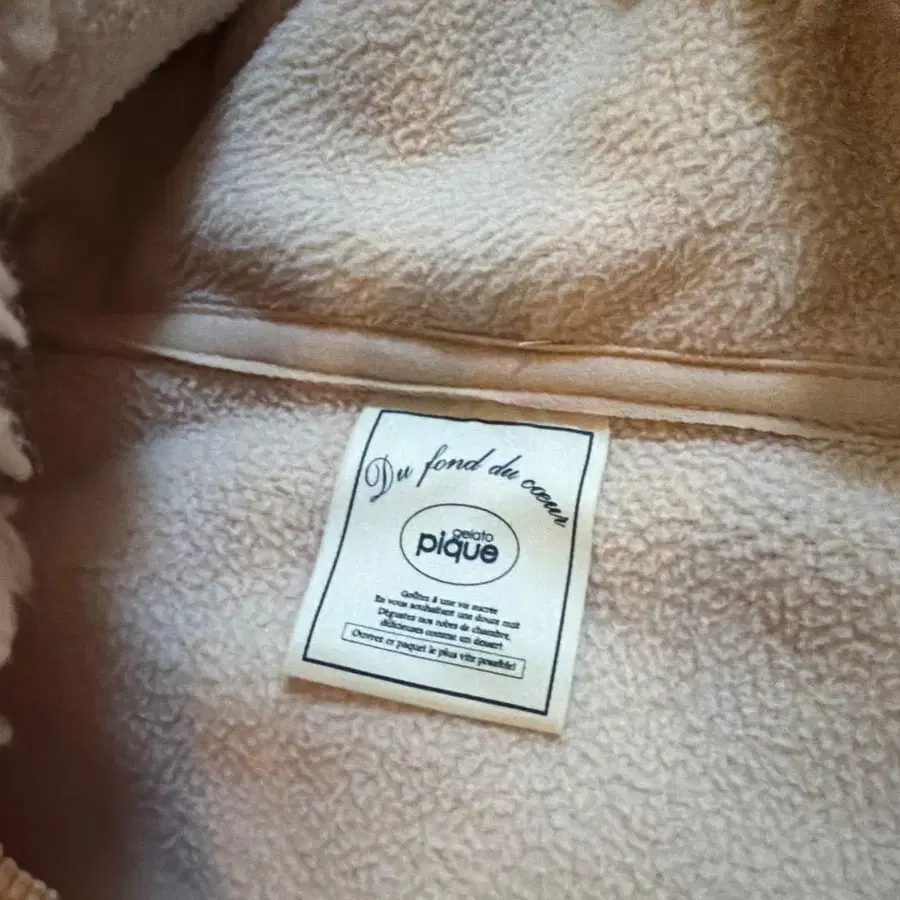 Du fond du cœur
gelato
pique
Goûtez à une vie sucrée
En vous souhaitant une douce nuit
Dégustez nos robes de chambre,
délicieuses comme un dessert
Ouvrez ce paquet le plus vite possible!